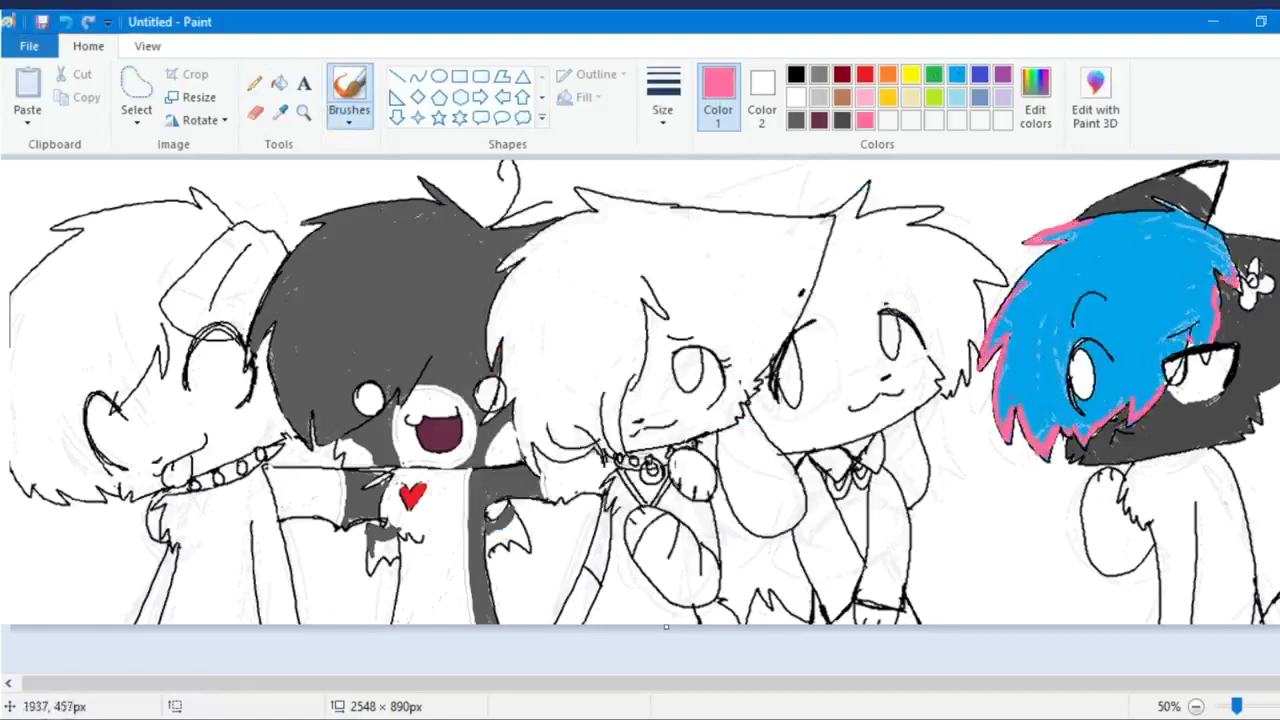 Untitled - Paint
File Home View
Paste
Cut
Copy
Clipboard
Select
Crop
Resize
Rotate
Image
A
Tools
Brushes
Outline
Fill
Shapes
Size
Color 1
Color 2
Edit colors
Colors
Edit with Paint 3D
1937, 457px
2548 × 890px
50%